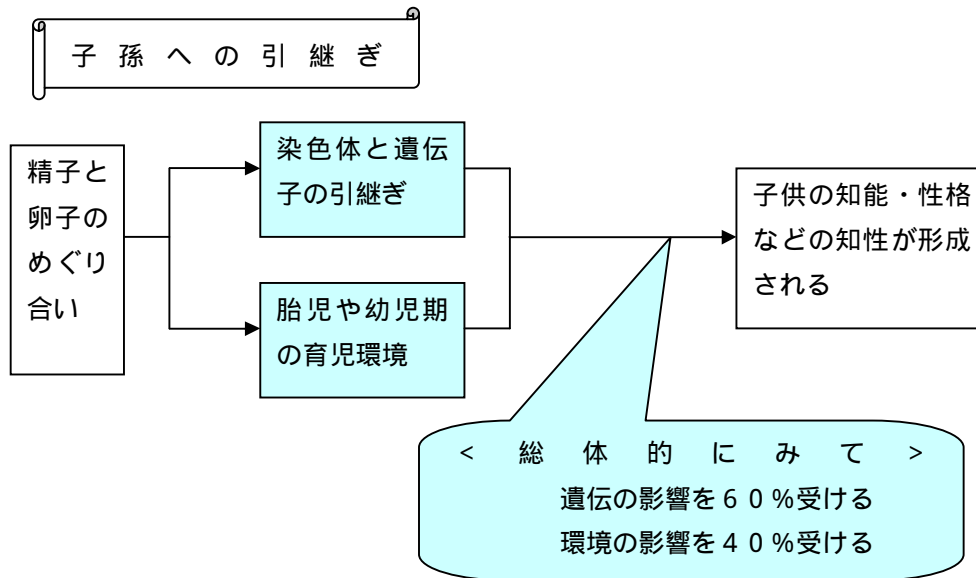 子孫への引継ぎ
精子と
卵子の
めぐり
合い
染色体と遺伝
子の引継ぎ
胎児や幼児期
の育児環境
子供の知能・性格
などの知性が形成
される
<総体的にみて>
遺伝の影響を60%受ける
環境の影響を40%受ける